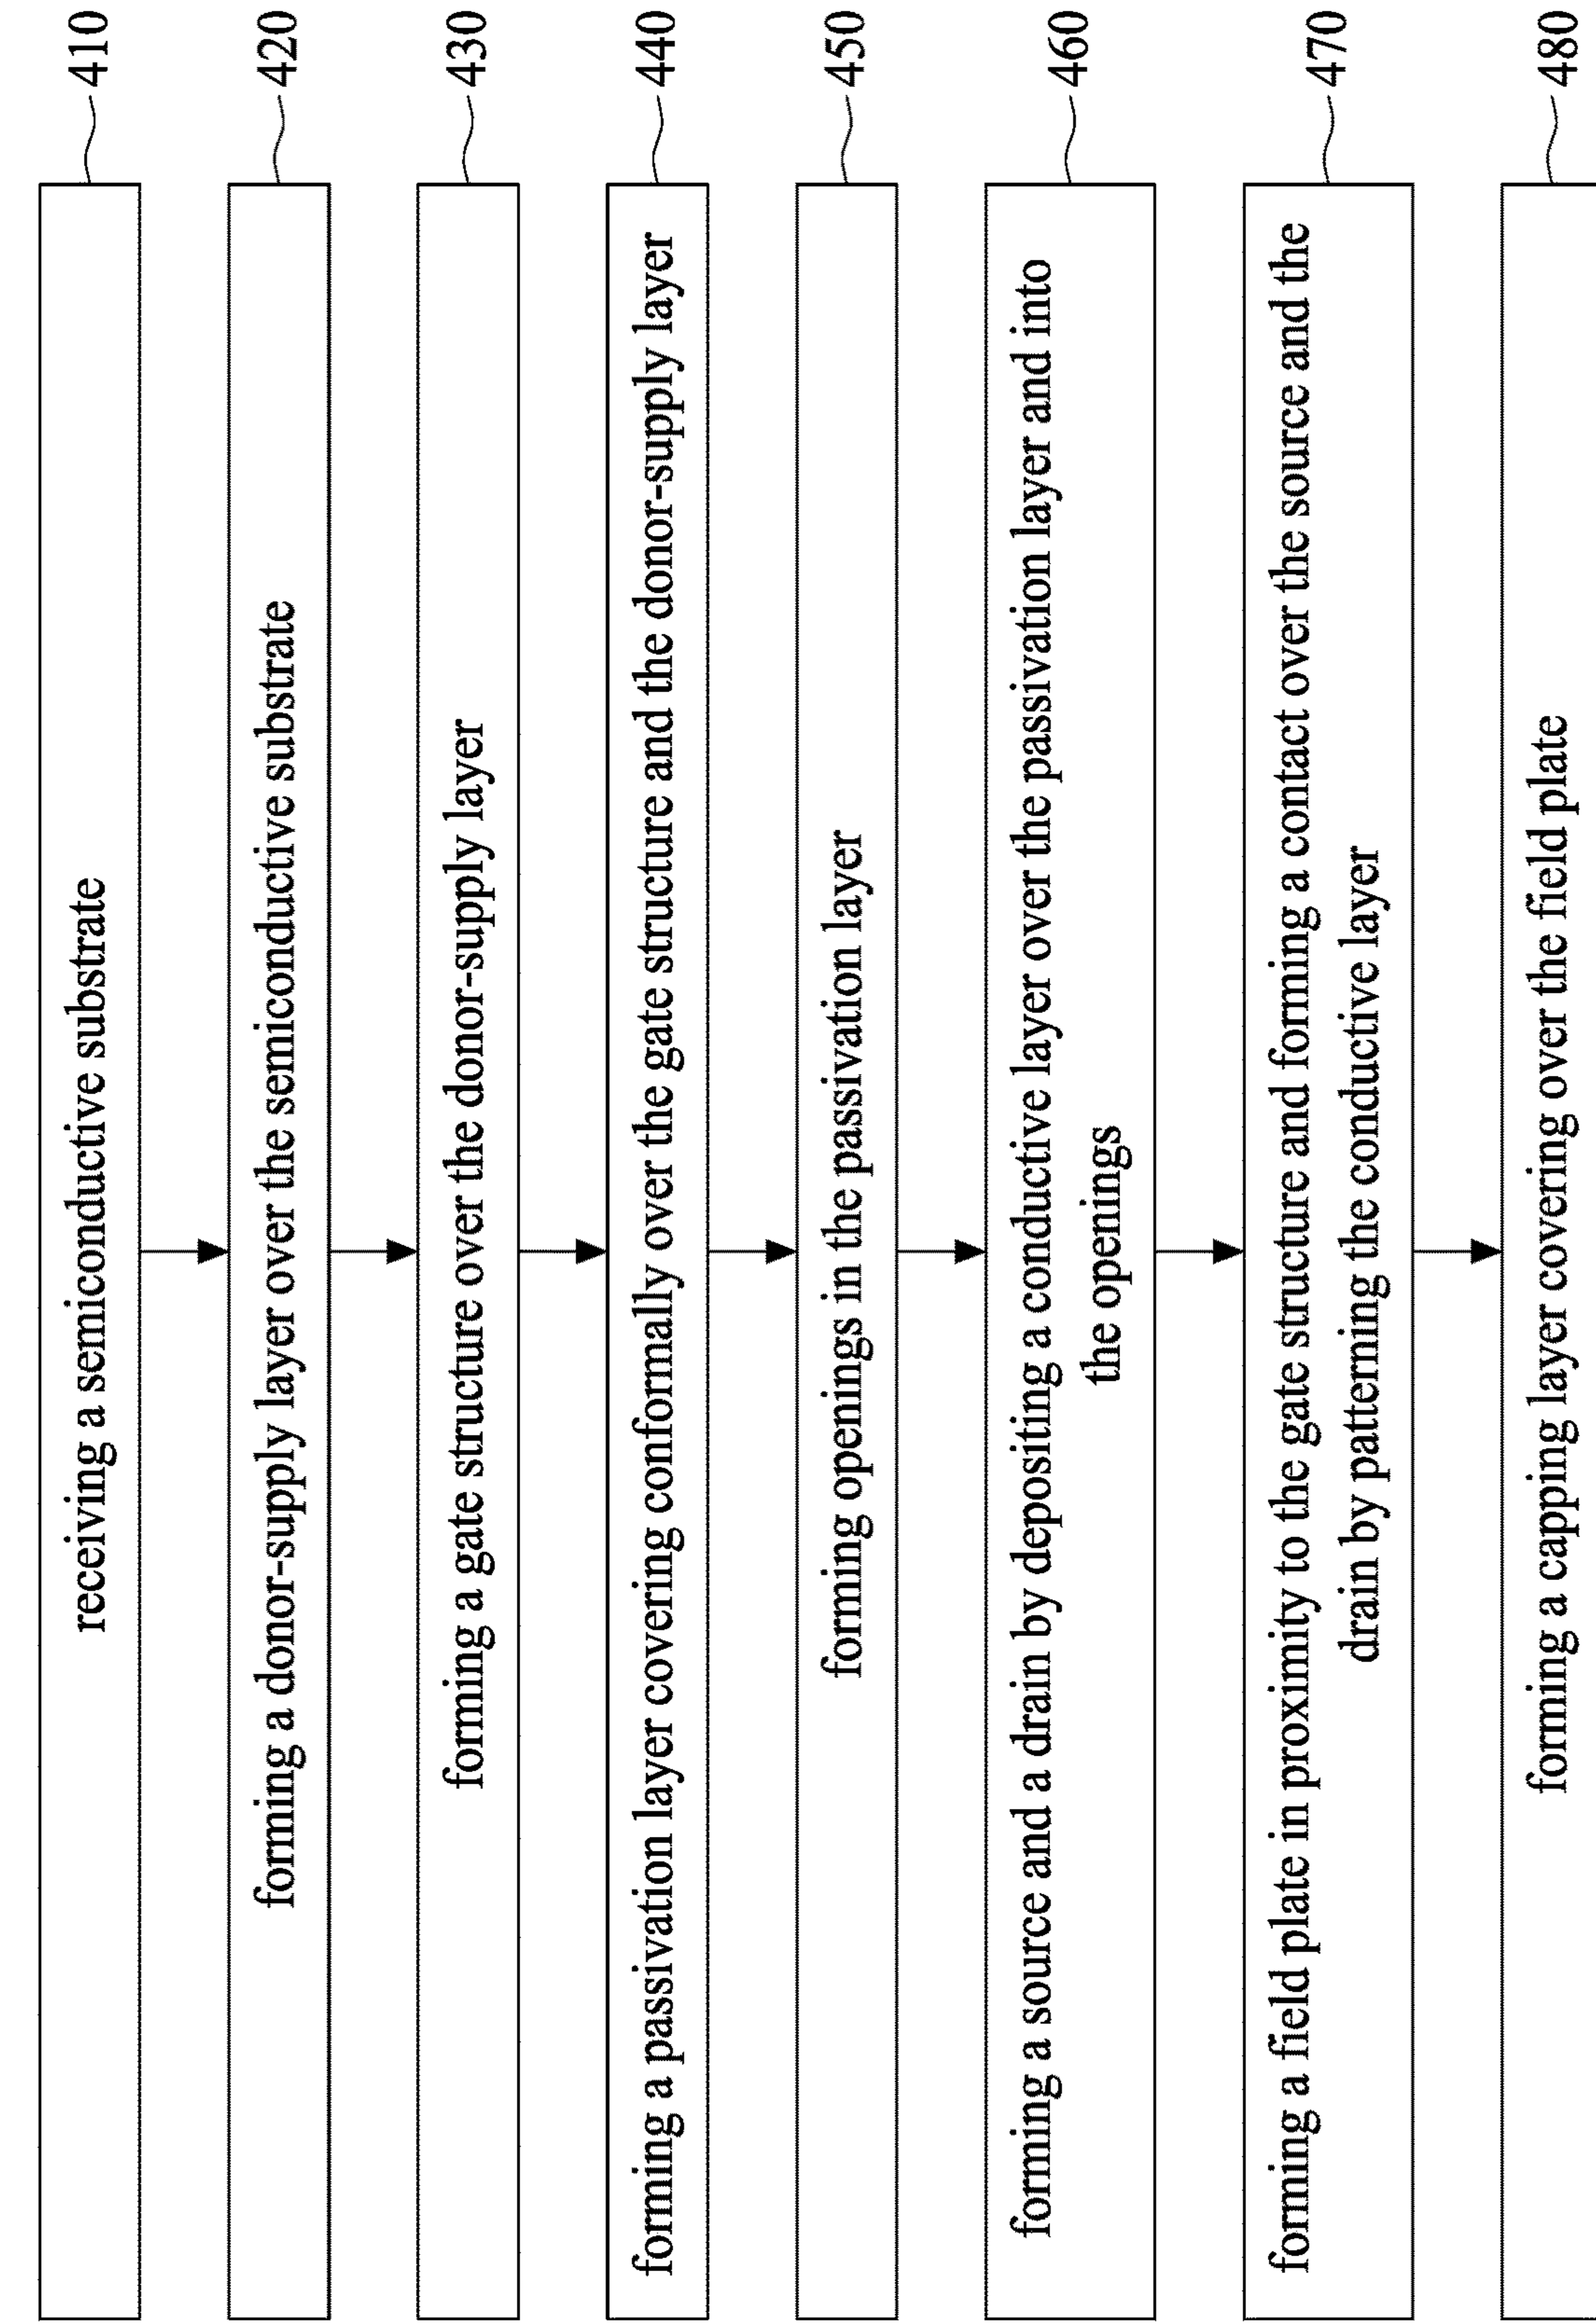 receiving a semiconductive substrate
410
forming a donor-supply layer over the semiconductive substrate
420
forming a gate structure over the donor-supply layer
430
forming a passivation layer covering conformally over the gate structure and the donor-supply layer
440
forming openings in the passivation layer
450
forming a source and a drain by depositing a conductive layer over the passivation layer and into
the openings
460
forming a field plate in proximity to the gate structure and forming a contact over the source and the
drain by patterning the conductive layer
470
forming a capping layer covering over the field plate
480